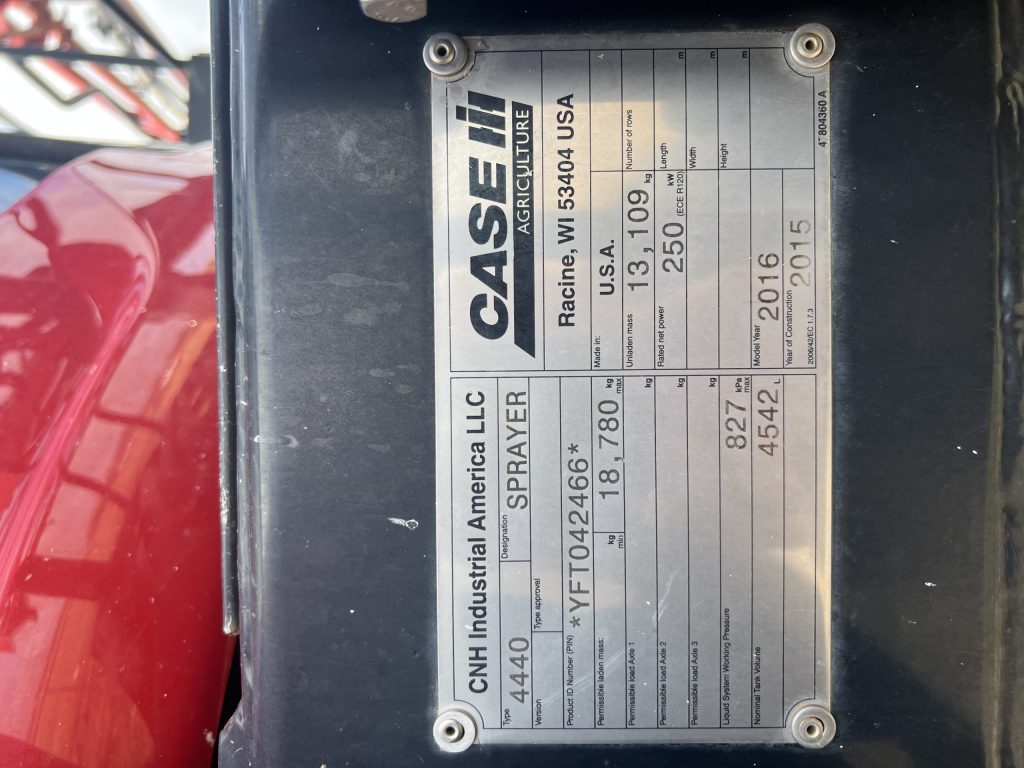 CNH Industrial America LLC
Type 4440 Designation SPRAYER
Version Type approval
Product ID Number (PIN) *YFT042466*
Permissible laden mass: kg min 18,780 kg max
Permissible load Axle 1 kg
Permissible load Axle 2 kg
Permissible load Axle 3 kg
Liquid System Working Pressure 827 kPa max
Nominal Tank Volume 4542 L
CASE IH
AGRICULTURE
Racine, WI 53404 USA
Made in: U.S.A.
Unladen mass 13,109 kg Number of rows
Rated net power 250 kW (ECE R120) Length m
Width m
Height m
Model Year 2016
Year of Construction 2015
2006/42/EC 1.7.3
47804360 A